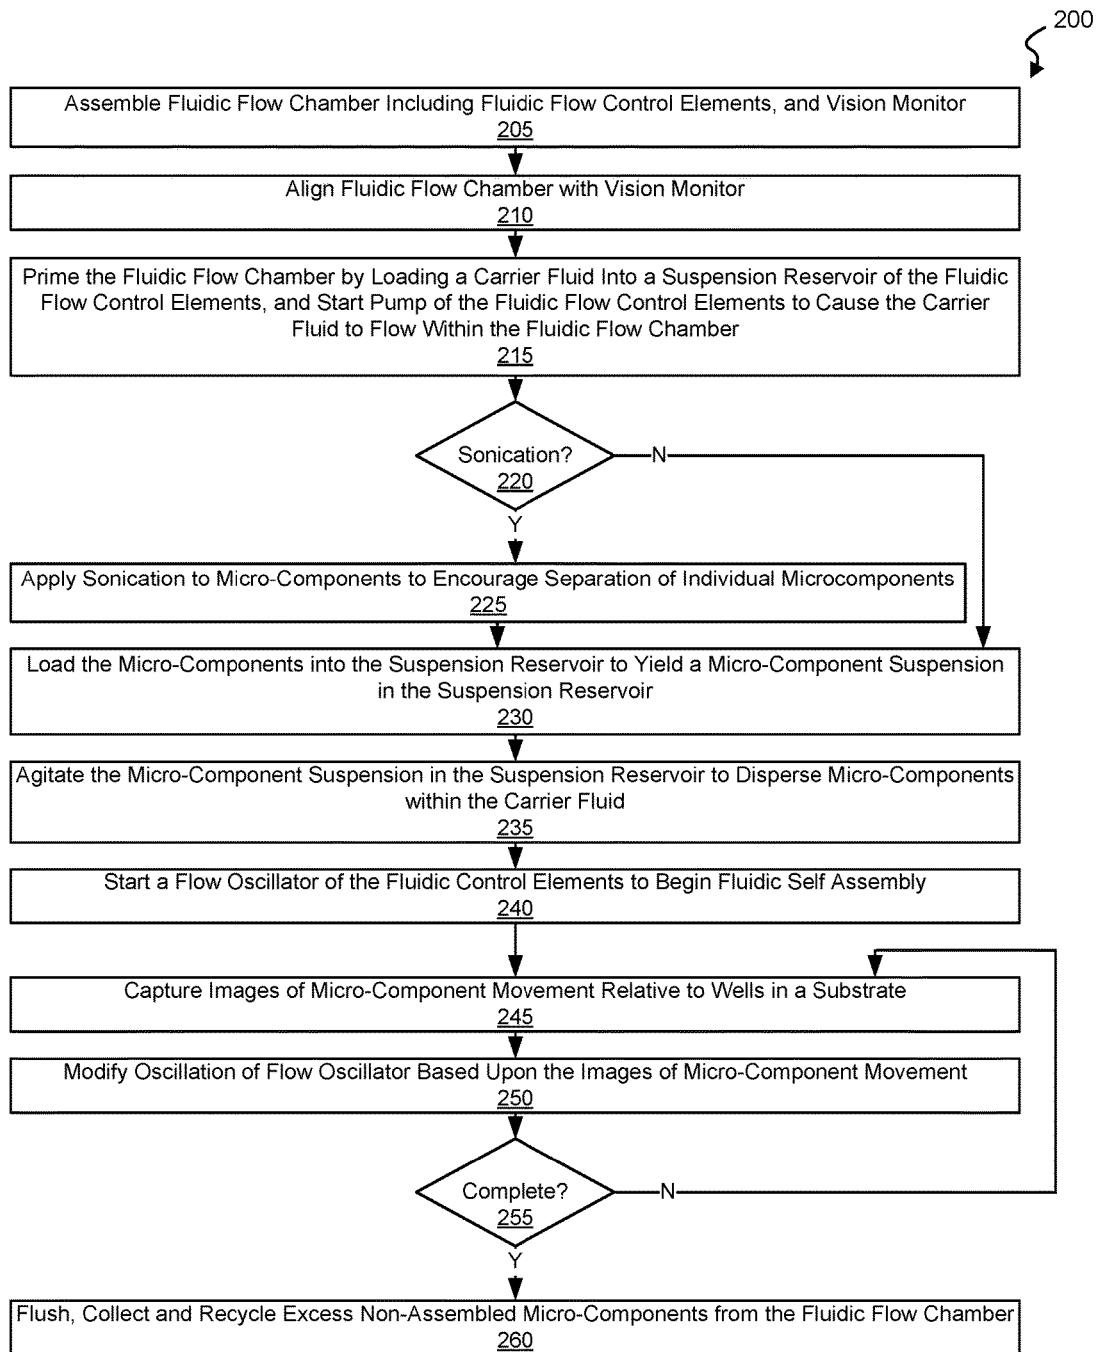 200
Assemble Fluidic Flow Chamber Including Fluidic Flow Control Elements, and Vision Monitor
205
Align Fluidic Flow Chamber with Vision Monitor
210
Prime the Fluidic Flow Chamber by Loading a Carrier Fluid Into a Suspension Reservoir of the Fluidic
Flow Control Elements, and Start Pump of the Fluidic Flow Control Elements to Cause the Carrier
Fluid to Flow Within the Fluidic Flow Chamber
215
Sonication?
220
N
Y
Apply Sonication to Micro-Components to Encourage Separation of Individual Microcomponents
225
Load the Micro-Components into the Suspension Reservoir to Yield a Micro-Component Suspension
in the Suspension Reservoir
230
Agitate the Micro-Component Suspension in the Suspension Reservoir to Disperse Micro-Components
within the Carrier Fluid
235
Start a Flow Oscillator of the Fluidic Control Elements to Begin Fluidic Self Assembly
240
Capture Images of Micro-Component Movement Relative to Wells in a Substrate
245
Modify Oscillation of Flow Oscillator Based Upon the Images of Micro-Component Movement
250
Complete?
255
N
Y
Flush, Collect and Recycle Excess Non-Assembled Micro-Components from the Fluidic Flow Chamber
260